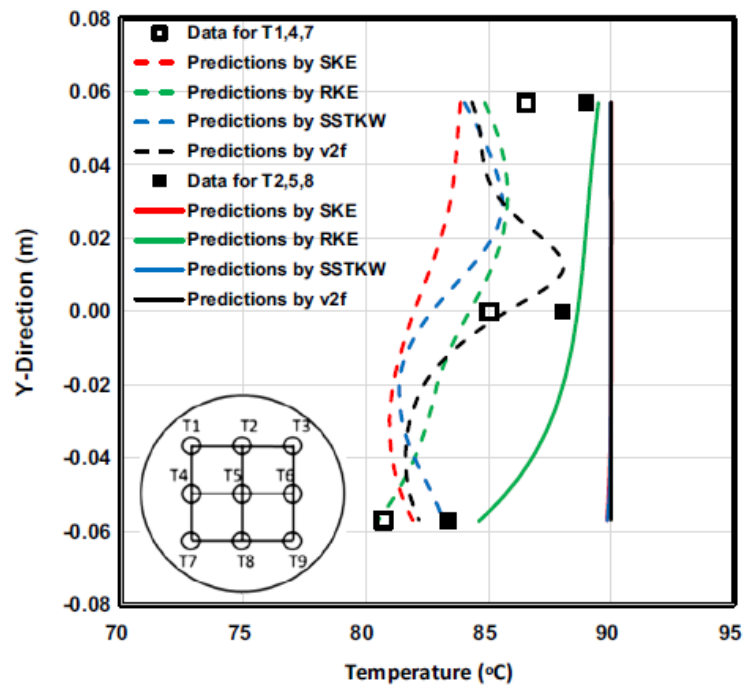 0.08
0.06
0.04
0.02
0.00
-0.02
-0.04
-0.06
-0.08
Y-Direction (m)
Data for T1,4,7
Predictions by SKE
Predictions by RKE
Predictions by SSTKW
Predictions by v2f
Data for T2,5,8
Predictions by SKE
Predictions by RKE
Predictions by SSTKW
Predictions by v2f
T1 T2 T3
T4 T5 T6
T7 T8 T9
70 75 80 85 90 95
Temperature (ºC)